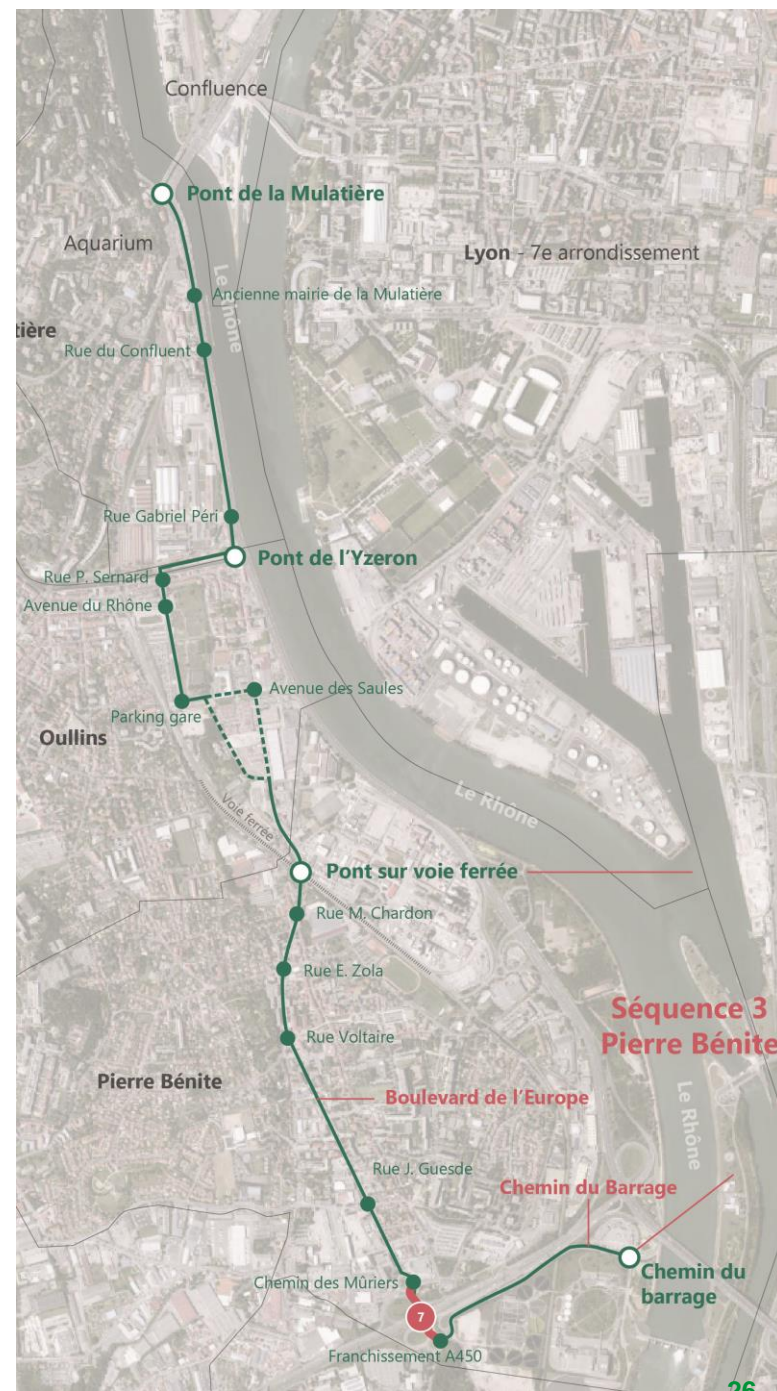 Confluence
Pont de la Mulatière
Aquarium
Lyon - 7e arrondissement
Le Rhône
Ancienne mairie de la Mulatière
tière
Rue du Confluent
Rue Gabriel Péri
Pont de l'Yzeron
Rue P. Sernard
Avenue du Rhône
Avenue des Saules
Parking gare
Oullins
Voie ferrée
Le Rhône
Pont sur voie ferrée
Rue M. Chardon
Rue E. Zola
Séquence 3
Pierre Bénite
Rue Voltaire
Pierre Bénite
Boulevard de l'Europe
Le Rhône
Rue J. Guesde
Chemin du Barrage
Chemin du
barrage
Chemin des Mûriers
7
Franchissement A450
26